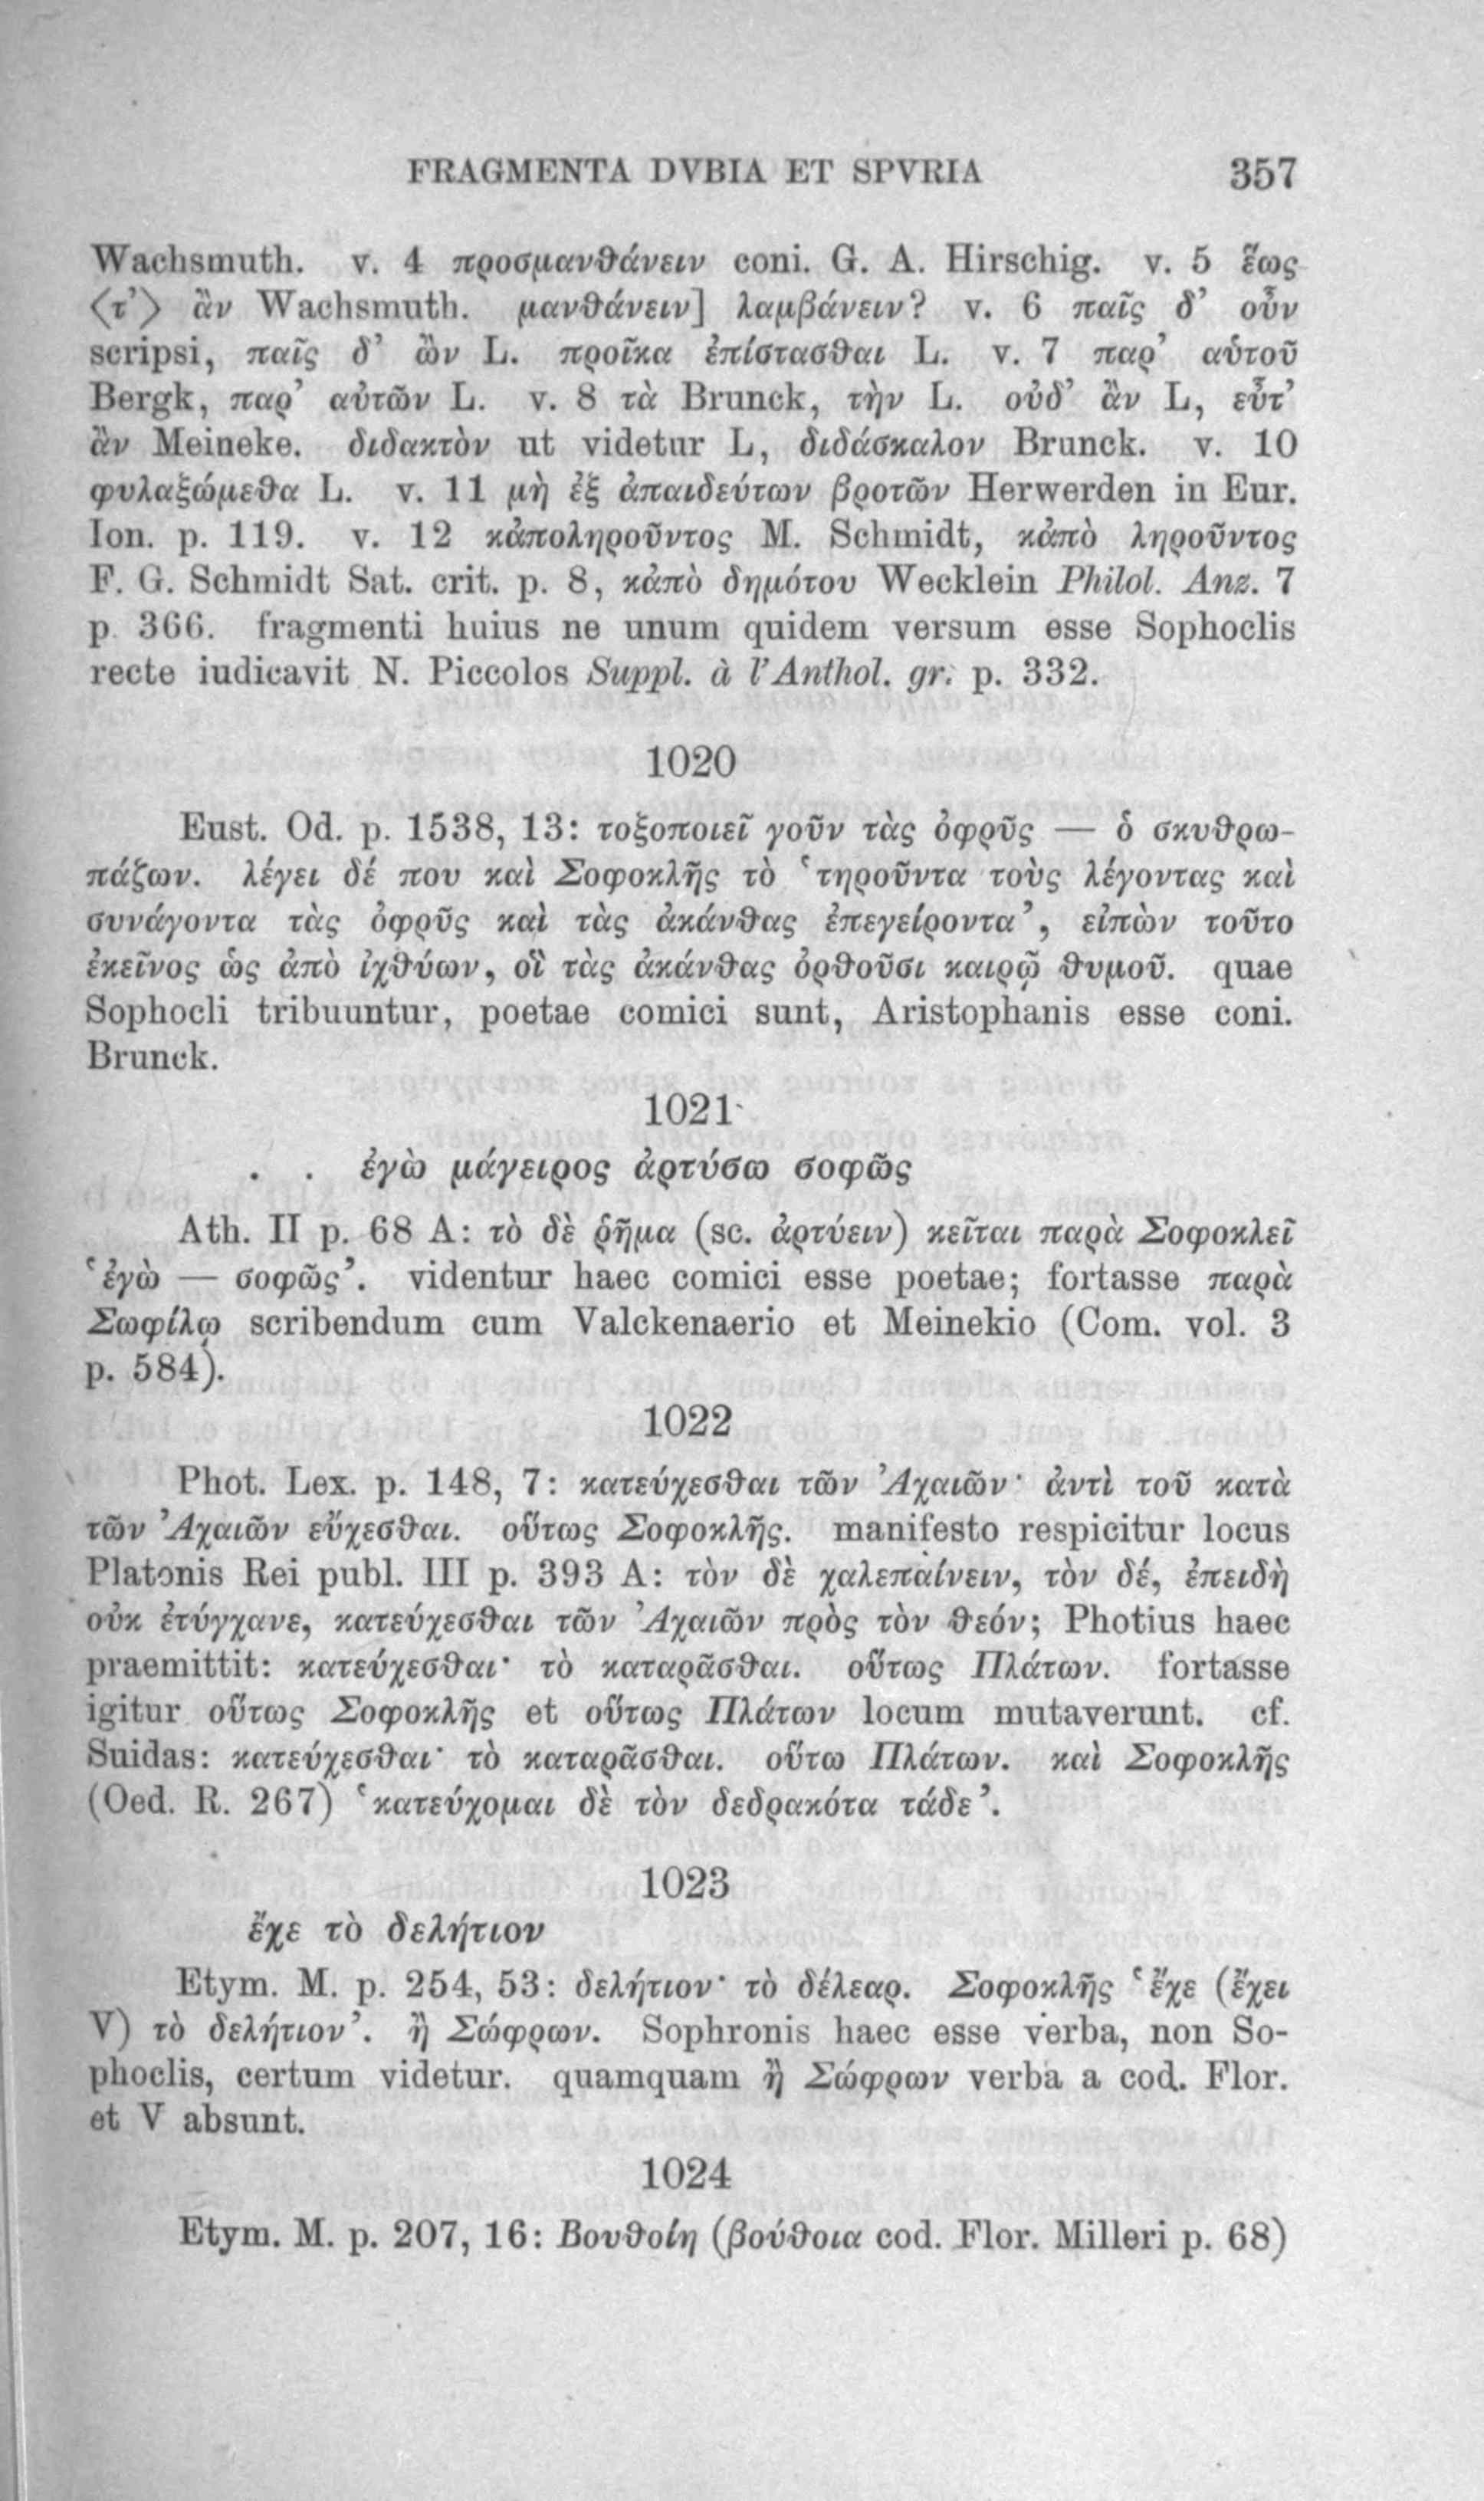 FRAGMENTA DVBIA ET SPVRIA 357
Wachsmuth. v. 4 προσμανθάνειν coni. G. A. Hirschig. v. 5 ἕως
⟨τ’⟩ ἂν Wachsmuth. μανθάνειν] λαμβάνειν? v. 6 παῖς δ’ οὖν
scripsi, παῖς δ’ ὢν L. προῖκα ἐπίστασθαι L. v. 7 παρ’ αὑτοῦ
Bergk, παρ’ αὐτῶν L. v. 8 τὰ Brunck, τὴν L. οὐδ’ ἂν L, εὖτ’
ἂν Meineke. διδακτὸν ut videtur L, διδάσκαλον Brunck. v. 10
φυλαξώμεθα L. v. 11 μὴ ἐξ ἀπαιδεύτων βροτῶν Herwerden in Eur.
Ion. p. 119. v. 12 κἀποληροῦντος M. Schmidt, κἀπὸ ληροῦντος
F. G. Schmidt Sat. crit. p. 8, κἀπὸ δημότου Wecklein Philol. Anz. 7
p. 366. fragmenti huius ne unum quidem versum esse Sophoclis
recte iudicavit N. Piccolos Suppl. à l’Anthol. gr. p. 332.
1020
Eust. Od. p. 1538, 13: τοξοποιεῖ γοῦν τὰς ὀφρῦς — ὁ σκυθρω-
πάζων. λέγει δέ που καὶ Σοφοκλῆς τὸ ‘τηροῦντα τοὺς λέγοντας καὶ
συνάγοντα τὰς ὀφρῦς καὶ τὰς ἀκάνθας ἐπεγείροντα’, εἰπὼν τοῦτο
ἐκεῖνος ὡς ἀπὸ ἰχθύων, οἳ τὰς ἀκάνθας ὀρθοῦσι καιρῷ θυμοῦ. quae
Sophocli tribuuntur, poetae comici sunt, Aristophanis esse coni.
Brunck.
1021
. . ἐγὼ μάγειρος ἀρτύσω σοφῶς
Ath. II p. 68 A: τὸ δὲ ῥῆμα (sc. ἀρτύειν) κεῖται παρὰ Σοφοκλεῖ
‘ἐγὼ — σοφῶς’. videntur haec comici esse poetae; fortasse παρὰ
Σωφίλῳ scribendum cum Valckenaerio et Meinekio (Com. vol. 3
p. 584).
1022
Phot. Lex. p. 148, 7: κατεύχεσθαι τῶν Ἀχαιῶν· ἀντὶ τοῦ κατὰ
τῶν Ἀχαιῶν εὔχεσθαι. οὕτως Σοφοκλῆς. manifesto respicitur locus
Platonis Rei publ. III p. 393 A: τὸν δὲ χαλεπαίνειν, τὸν δέ, ἐπειδὴ
οὐκ ἐτύγχανε, κατεύχεσθαι τῶν Ἀχαιῶν πρὸς τὸν θεόν; Photius haec
praemittit: κατεύχεσθαι· τὸ καταρᾶσθαι. οὕτως Πλάτων. fortasse
igitur οὕτως Σοφοκλῆς et οὕτως Πλάτων locum mutaverunt. cf.
Suidas: κατεύχεσθαι· τὸ καταρᾶσθαι. οὕτω Πλάτων. καὶ Σοφοκλῆς
(Oed. R. 267) ‘κατεύχομαι δὲ τὸν δεδρακότα τάδε’.
1023
ἔχε τὸ δελήτιον
Etym. M. p. 254, 53: δελήτιον· τὸ δέλεαρ. Σοφοκλῆς ‘ἔχε (ἔχει
V) τὸ δελήτιον’. ἢ Σώφρων. Sophronis haec esse verba, non So-
phoclis, certum videtur. quamquam ἢ Σώφρων verba a cod. Flor.
et V absunt.
1024
Etym. M. p. 207, 16: Βουθοίη (βούθοια cod. Flor. Milleri p. 68)